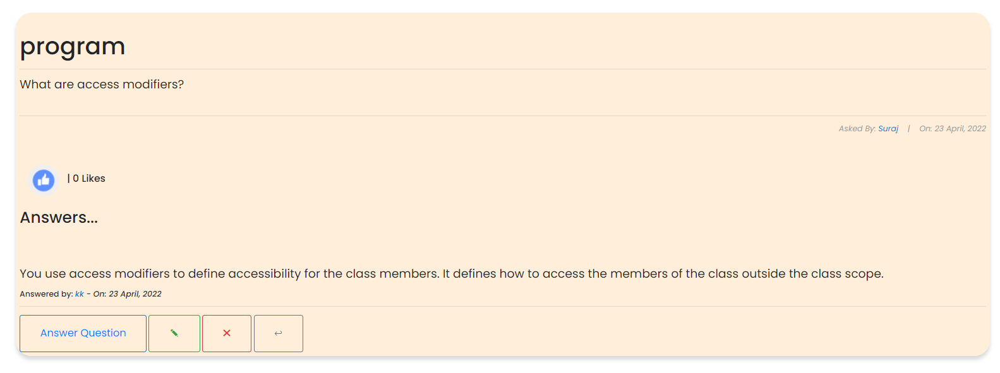 program
What are access modifiers?
Asked By: Suraj | On: 23 April, 2022
| 0 Likes
Answers...
You use access modifiers to define accessibility for the class members. It defines how to access the members of the class outside the class scope.
Answered by: kk - On: 23 April, 2022
Answer Question